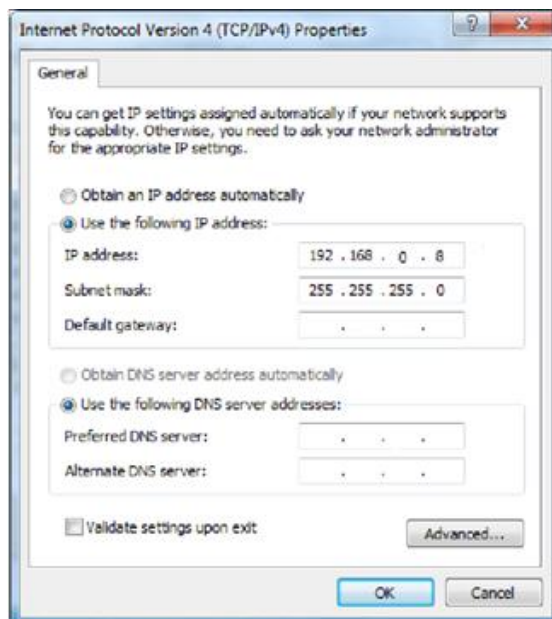 Internet Protocol Version 4 (TCP/IPv4) Properties
General
You can get IP settings assigned automatically if your network supports
this capability. Otherwise, you need to ask your network administrator
for the appropriate IP settings.
Obtain an IP address automatically
Use the following IP address:
IP address: 192 . 168 . 0 . 8
Subnet mask: 255 . 255 . 255 . 0
Default gateway: . . .
Obtain DNS server address automatically
Use the following DNS server addresses:
Preferred DNS server: . . .
Alternate DNS server: . . .
Validate settings upon exit
Advanced...
OK Cancel